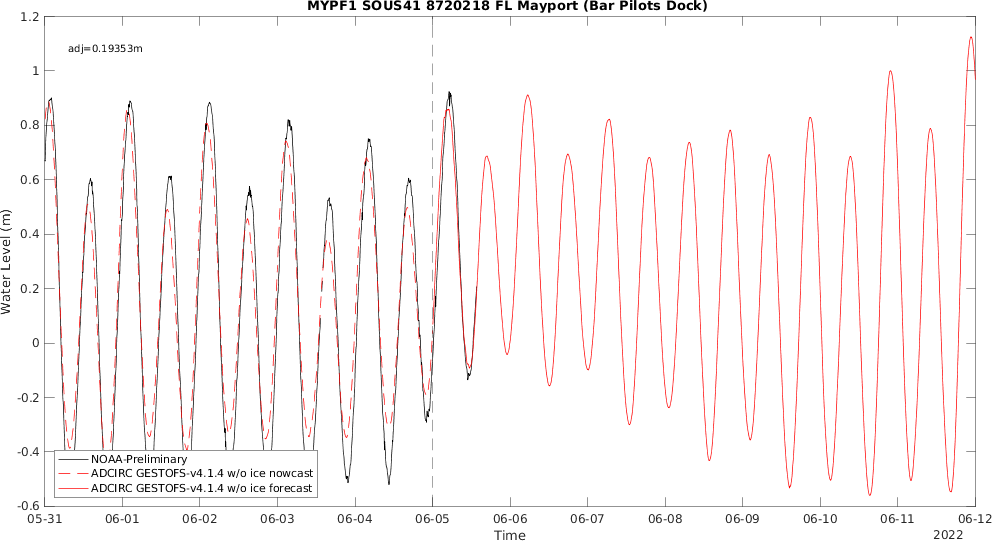 MYPF1 SOUS41 8720218 FL Mayport (Bar Pilots Dock)
adj=0.19353m
1.2
1
0.8
0.6
0.4
0.2
0
-0.2
-0.4
-0.6
Water Level (m)
NOAA-Preliminary
ADCIRC GESTOFS-v4.1.4 w/o ice nowcast
ADCIRC GESTOFS-v4.1.4 w/o ice forecast
05-31 06-01 06-02 06-03 06-04 06-05 06-06 06-07 06-08 06-09 06-10 06-11 06-12
Time
2022